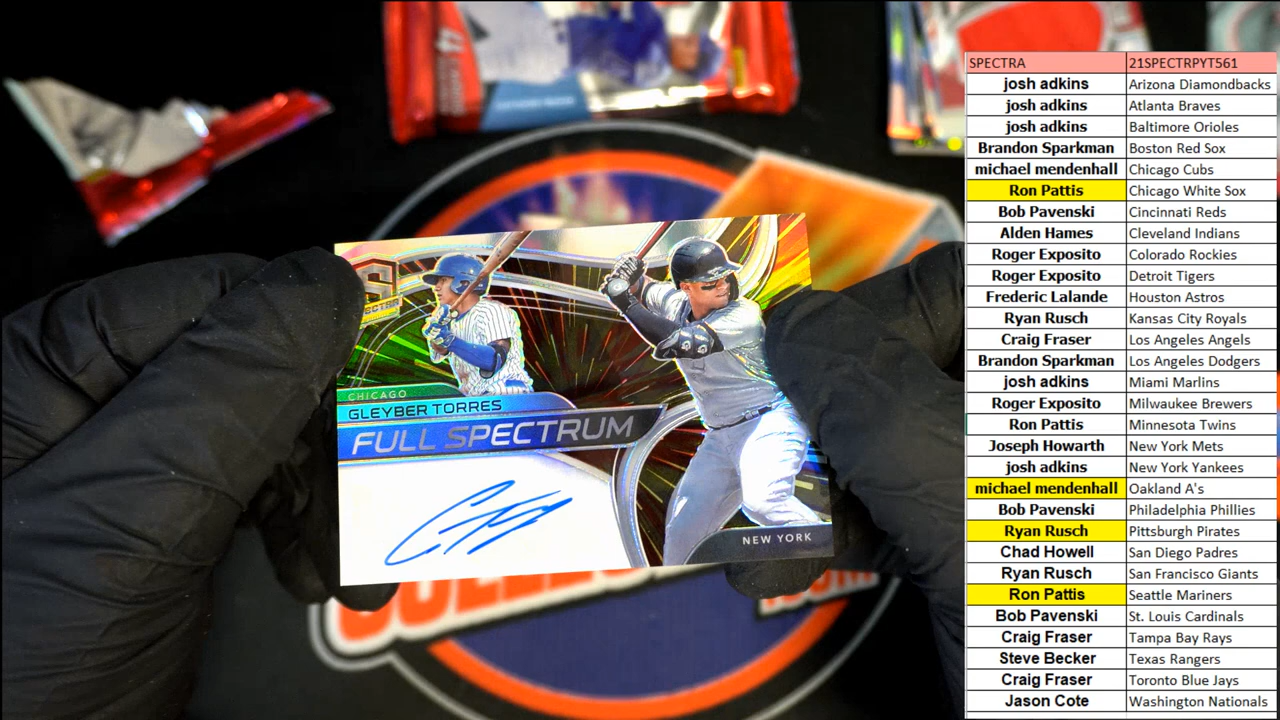 SPECTRA 21SPECTRPYT561
josh adkins Arizona Diamondbacks
josh adkins Atlanta Braves
josh adkins Baltimore Orioles
Brandon Sparkman Boston Red Sox
michael mendenhall Chicago Cubs
Ron Pattis Chicago White Sox
Bob Pavenski Cincinnati Reds
Alden Hames Cleveland Indians
Roger Exposito Colorado Rockies
Roger Exposito Detroit Tigers
Frederic Lalande Houston Astros
Ryan Rusch Kansas City Royals
Craig Fraser Los Angeles Angels
Brandon Sparkman Los Angeles Dodgers
josh adkins Miami Marlins
Roger Exposito Milwaukee Brewers
Ron Pattis Minnesota Twins
Joseph Howarth New York Mets
josh adkins New York Yankees
michael mendenhall Oakland A's
Bob Pavenski Philadelphia Phillies
Ryan Rusch Pittsburgh Pirates
Chad Howell San Diego Padres
Ryan Rusch San Francisco Giants
Ron Pattis Seattle Mariners
Bob Pavenski St. Louis Cardinals
Craig Fraser Tampa Bay Rays
Steve Becker Texas Rangers
Craig Fraser Toronto Blue Jays
Jason Cote Washington Nationals
CHICAGO
GLEYBER TORRES
FULL SPECTRUM
NEW YORK